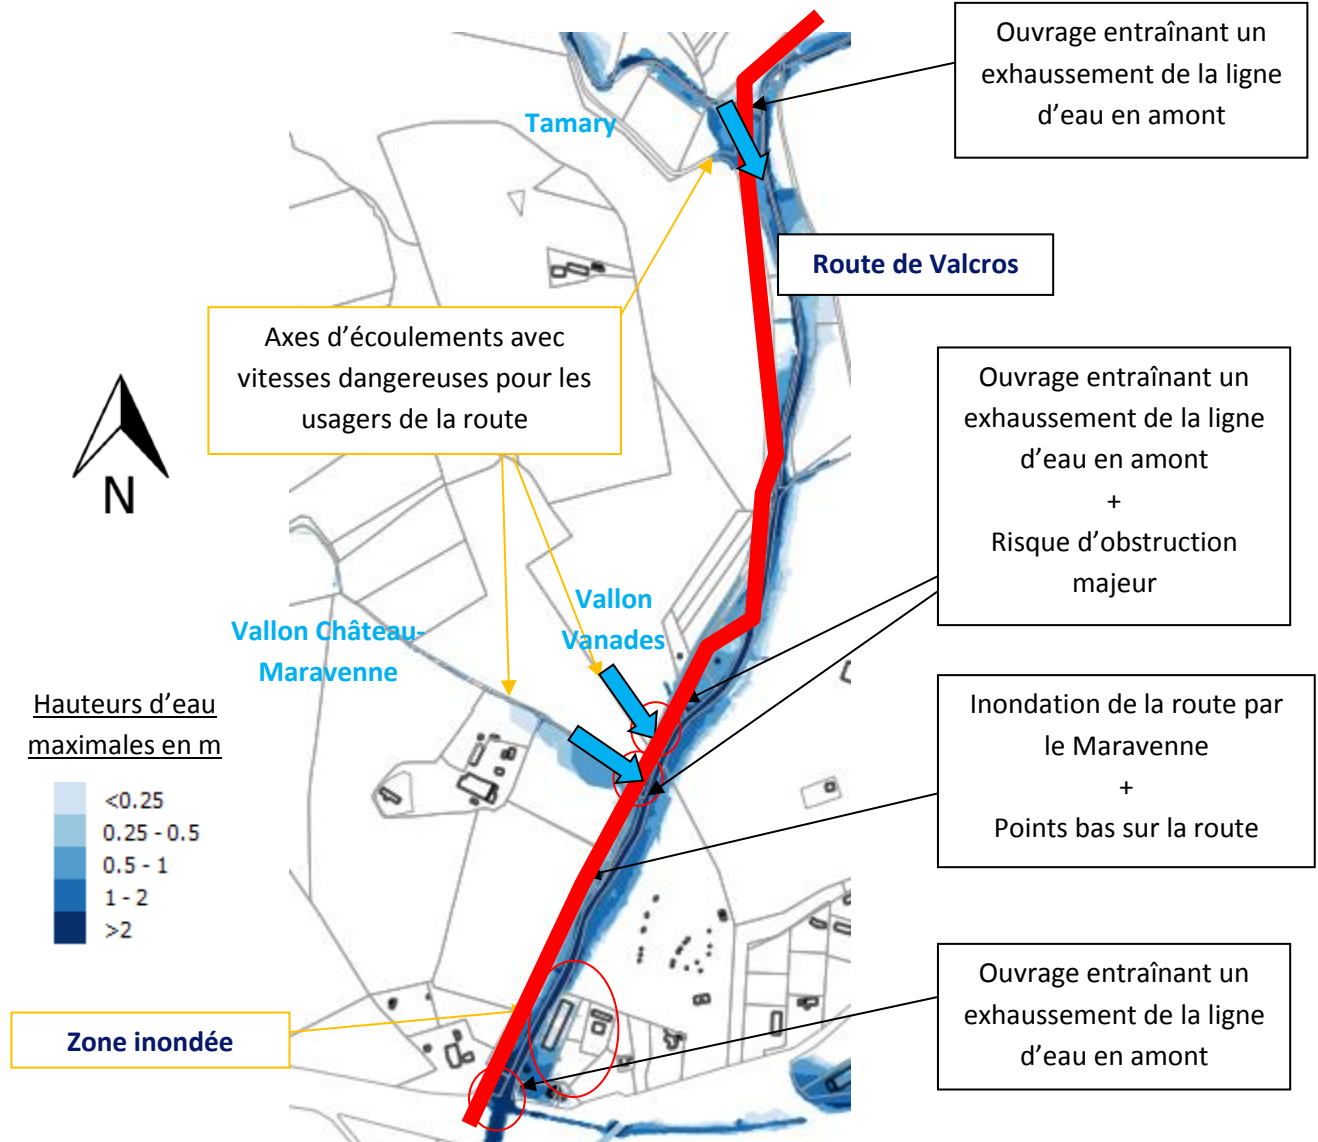 Ouvrage entraînant un
exhaussement de la ligne
d'eau en amont
Tamary
Route de Valcros
Axes d'écoulements avec
vitesses dangereuses pour les
usagers de la route
Ouvrage entraînant un
exhaussement de la ligne
d'eau en amont
+
Risque d'obstruction
majeur
N
Vallon
Vanades
Vallon Château-
Maravenne
Hauteurs d'eau
maximales en m
<0.25
0.25 - 0.5
0.5 - 1
1 - 2
>2
Inondation de la route par
le Maravenne
+
Points bas sur la route
Ouvrage entraînant un
exhaussement de la ligne
d'eau en amont
Zone inondée